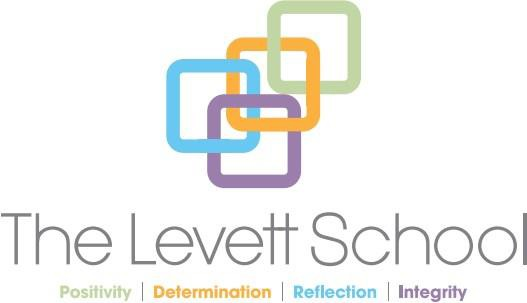 The Levett School
Positivity | Determination | Reflection | Integrity